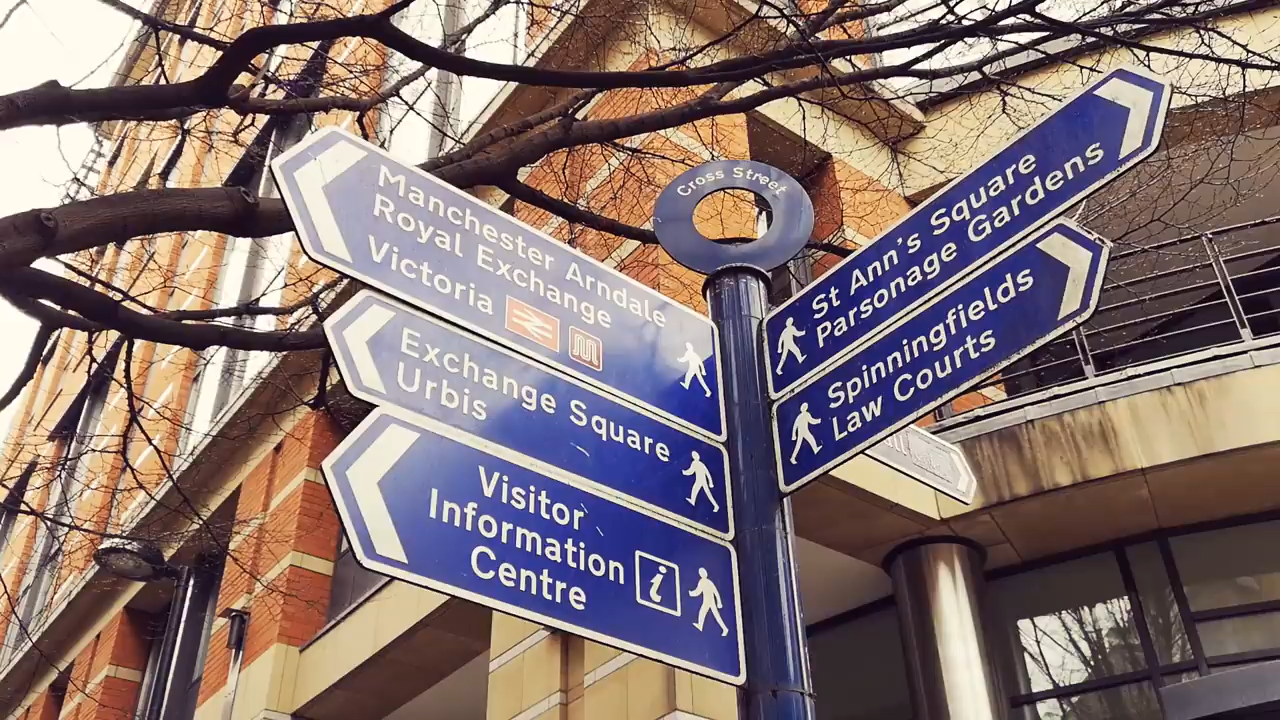 Cross Street
Manchester Arndale
Royal Exchange
Victoria
Exchange Square
Urbis
Visitor
Information
Centre
i
St Ann's Square
Parsonage Gardens
Spinningfields
Law Courts